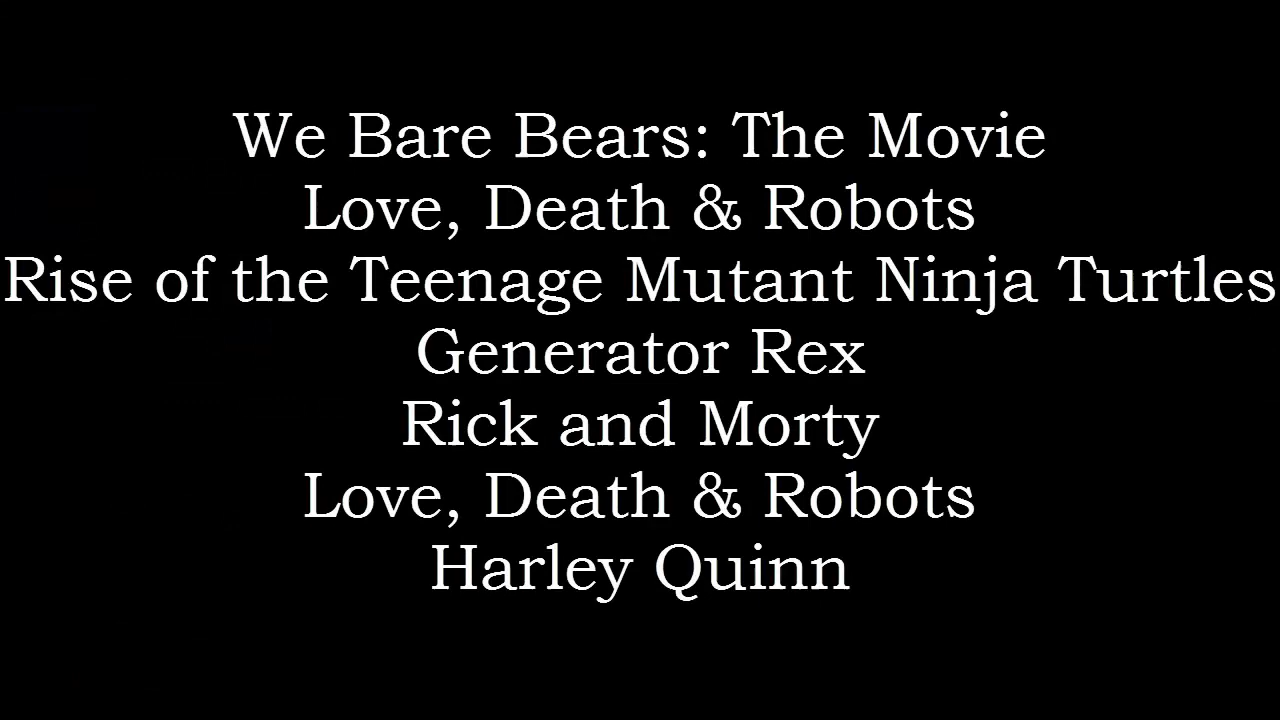 We Bare Bears: The Movie
Love, Death & Robots
Rise of the Teenage Mutant Ninja Turtles
Generator Rex
Rick and Morty
Love, Death & Robots
Harley Quinn